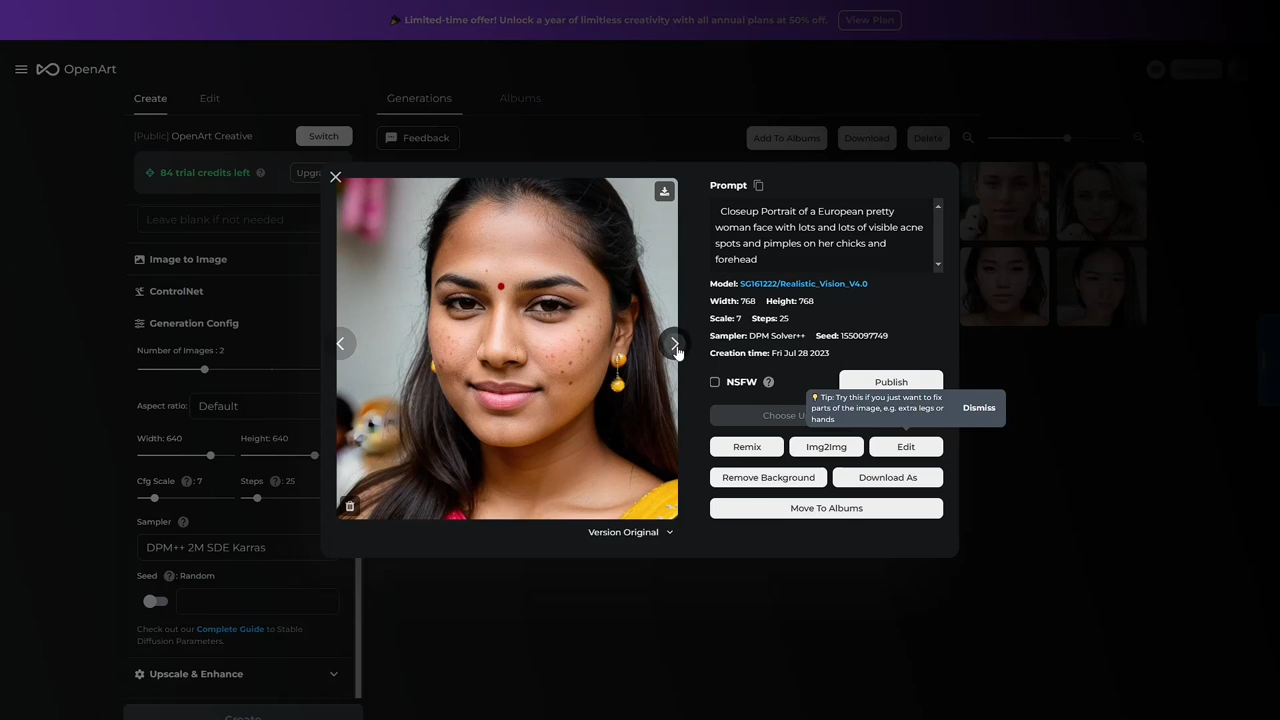 🎉 Limited-time offer! Unlock a year of limitless creativity with all annual plans at 50% off. View Plan
OpenArt
Create Edit Generations Albums
[Public] OpenArt Creative Switch
Feedback Add To Albums Download Delete
84 trial credits left ? Upgra
Leave blank if not needed
Image to Image
ControlNet
Generation Config
Number of Images : 2
Aspect ratio: Default
Width: 640 Height: 640
Cfg Scale ? : 7 Steps ? : 25
Sampler ?
DPM++ 2M SDE Karras
Seed ? : Random
Check out our Complete Guide to Stable
Diffusion Parameters.
Upscale & Enhance
Create
Version Original
Prompt
Closeup Portrait of a European pretty
woman face with lots and lots of visible acne
spots and pimples on her chicks and
forehead
Model: SG161222/Realistic_Vision_V4.0
Width: 768 Height: 768
Scale: 7 Steps: 25
Sampler: DPM Solver++ Seed: 1550097749
Creation time: Fri Jul 28 2023
NSFW ? Publish
💡 Tip: Try this if you just want to fix
parts of the image, e.g. extra legs or
hands
Dismiss
Choose U
Remix Img2Img Edit
Remove Background Download As
Move To Albums